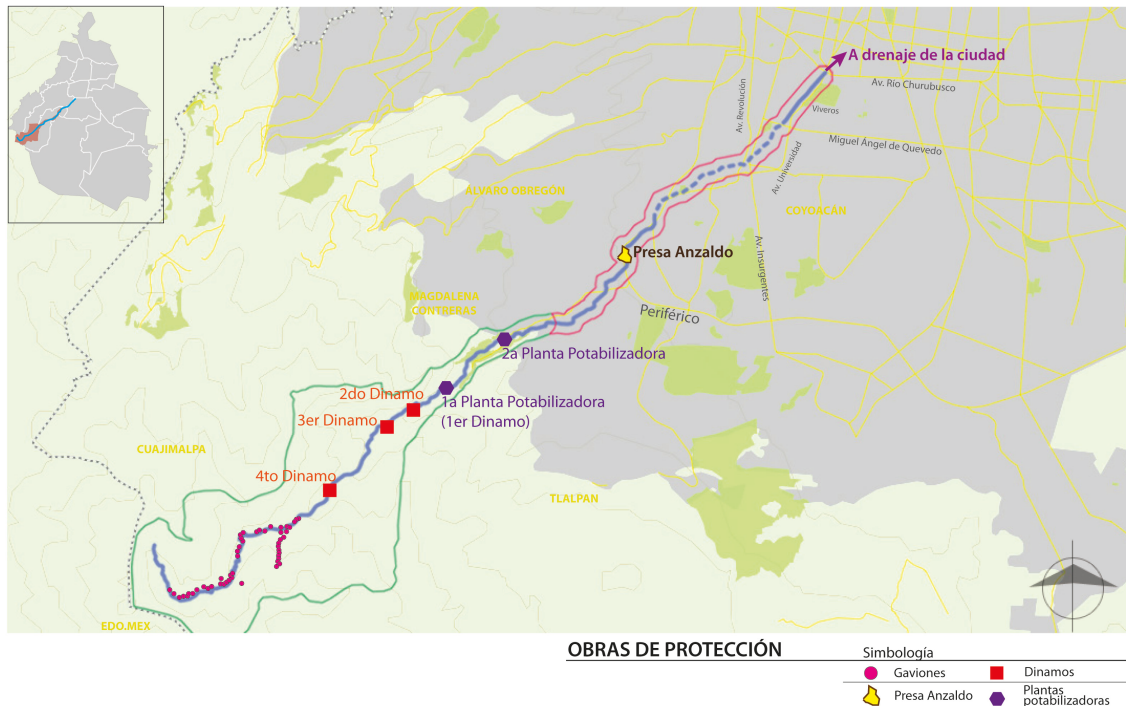 A drenaje de la ciudad
Av. Río Churubusco
Av. Revolución
Viveros
Miguel Ángel de Quevedo
Av. Universidad
ALVARO OBREGÓN
COYOACÁN
Presa Anzaldo
Av. Insurgentes
MAGDALENA
CONTRERAS
Periférico
2a Planta Potabilizadora
2do Dinamo
1a Planta Potabilizadora
(1er Dinamo)
3er Dinamo
CUAJIMALPA
4to Dinamo
TLALPAN
EDO.MEX
OBRAS DE PROTECCIÓN
Simbología
Gaviones
Dinamos
Presa Anzaldo
Plantas
potabilizadoras